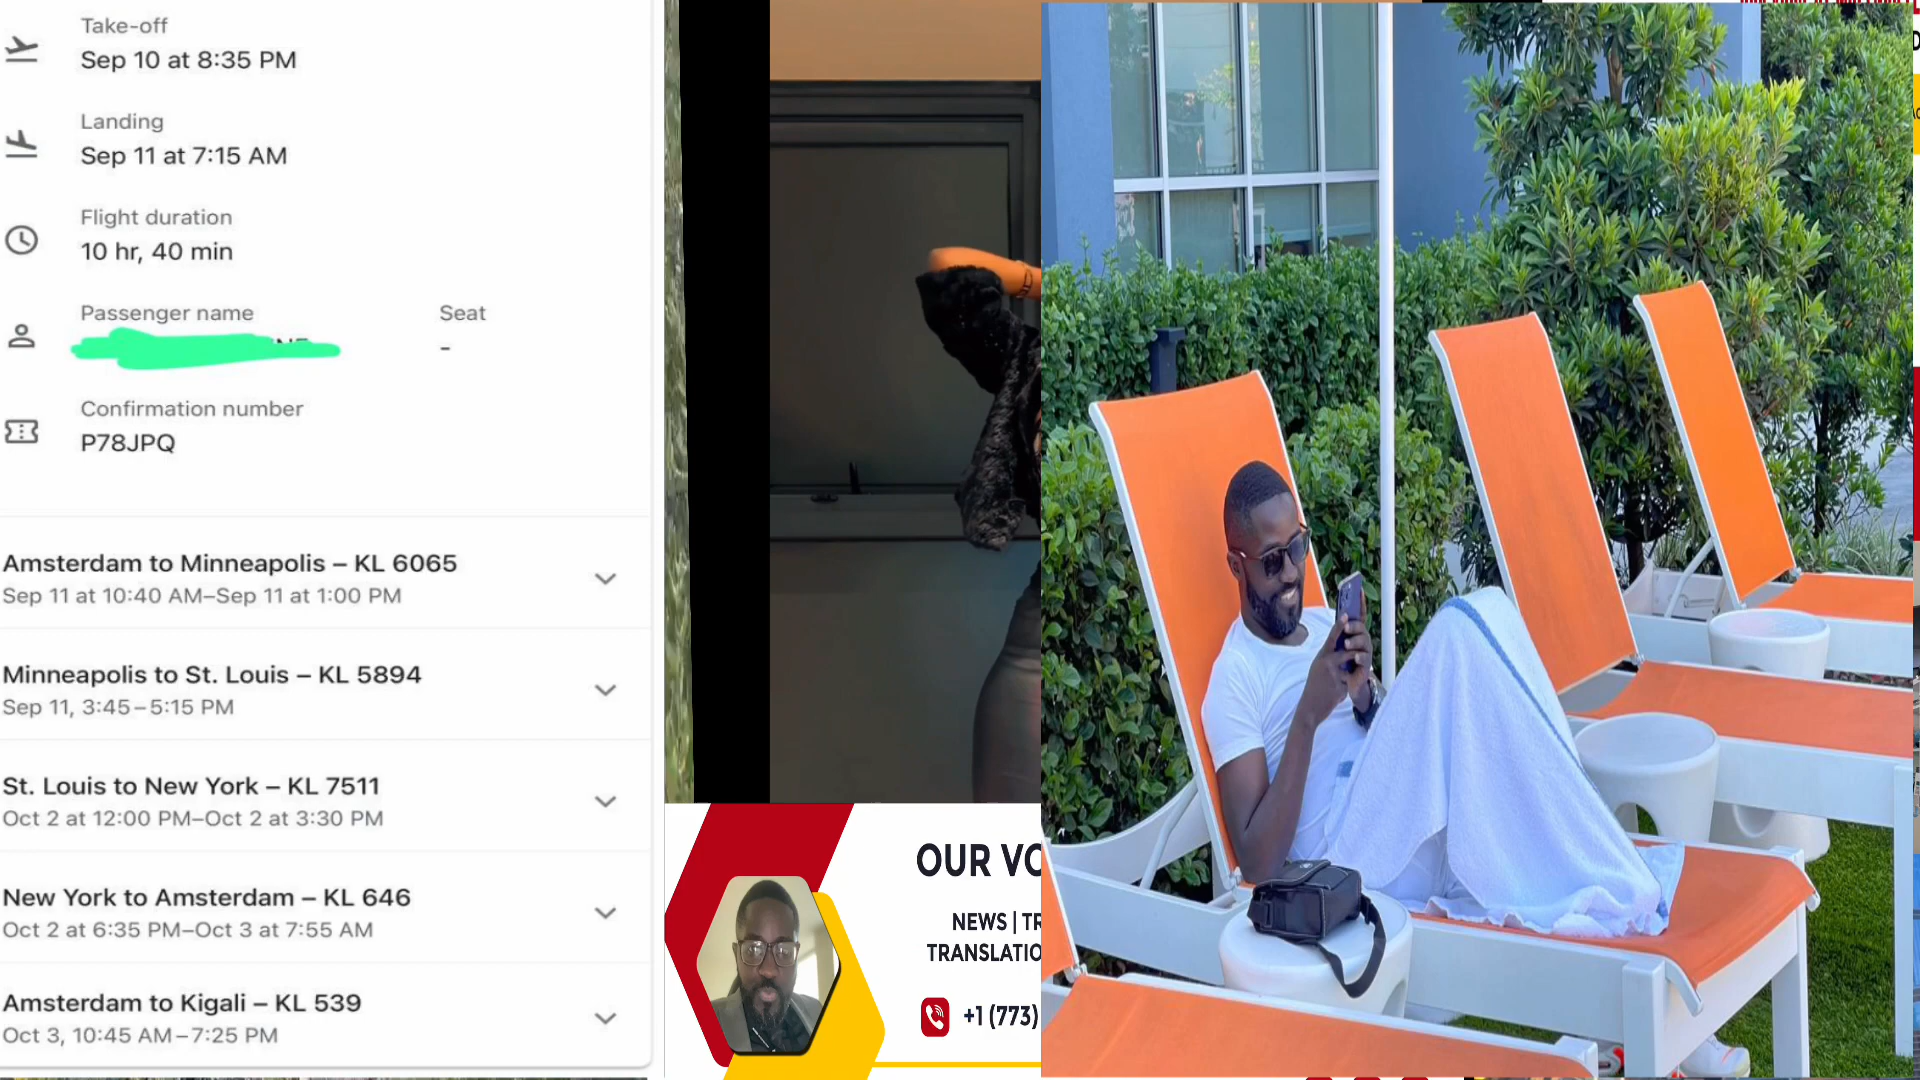 Take-off
Sep 10 at 8:35 PM
Landing
Sep 11 at 7:15 AM
Flight duration
10 hr, 40 min
Passenger name
Seat
-
Confirmation number
P78JPQ
Amsterdam to Minneapolis – KL 6065
Sep 11 at 10:40 AM–Sep 11 at 1:00 PM
Minneapolis to St. Louis – KL 5894
Sep 11, 3:45–5:15 PM
St. Louis to New York – KL 7511
Oct 2 at 12:00 PM–Oct 2 at 3:30 PM
New York to Amsterdam – KL 646
Oct 2 at 6:35 PM–Oct 3 at 7:55 AM
Amsterdam to Kigali – KL 539
Oct 3, 10:45 AM–7:25 PM
OUR VO
NEWS | TR
TRANSLATIO
+1 (773)